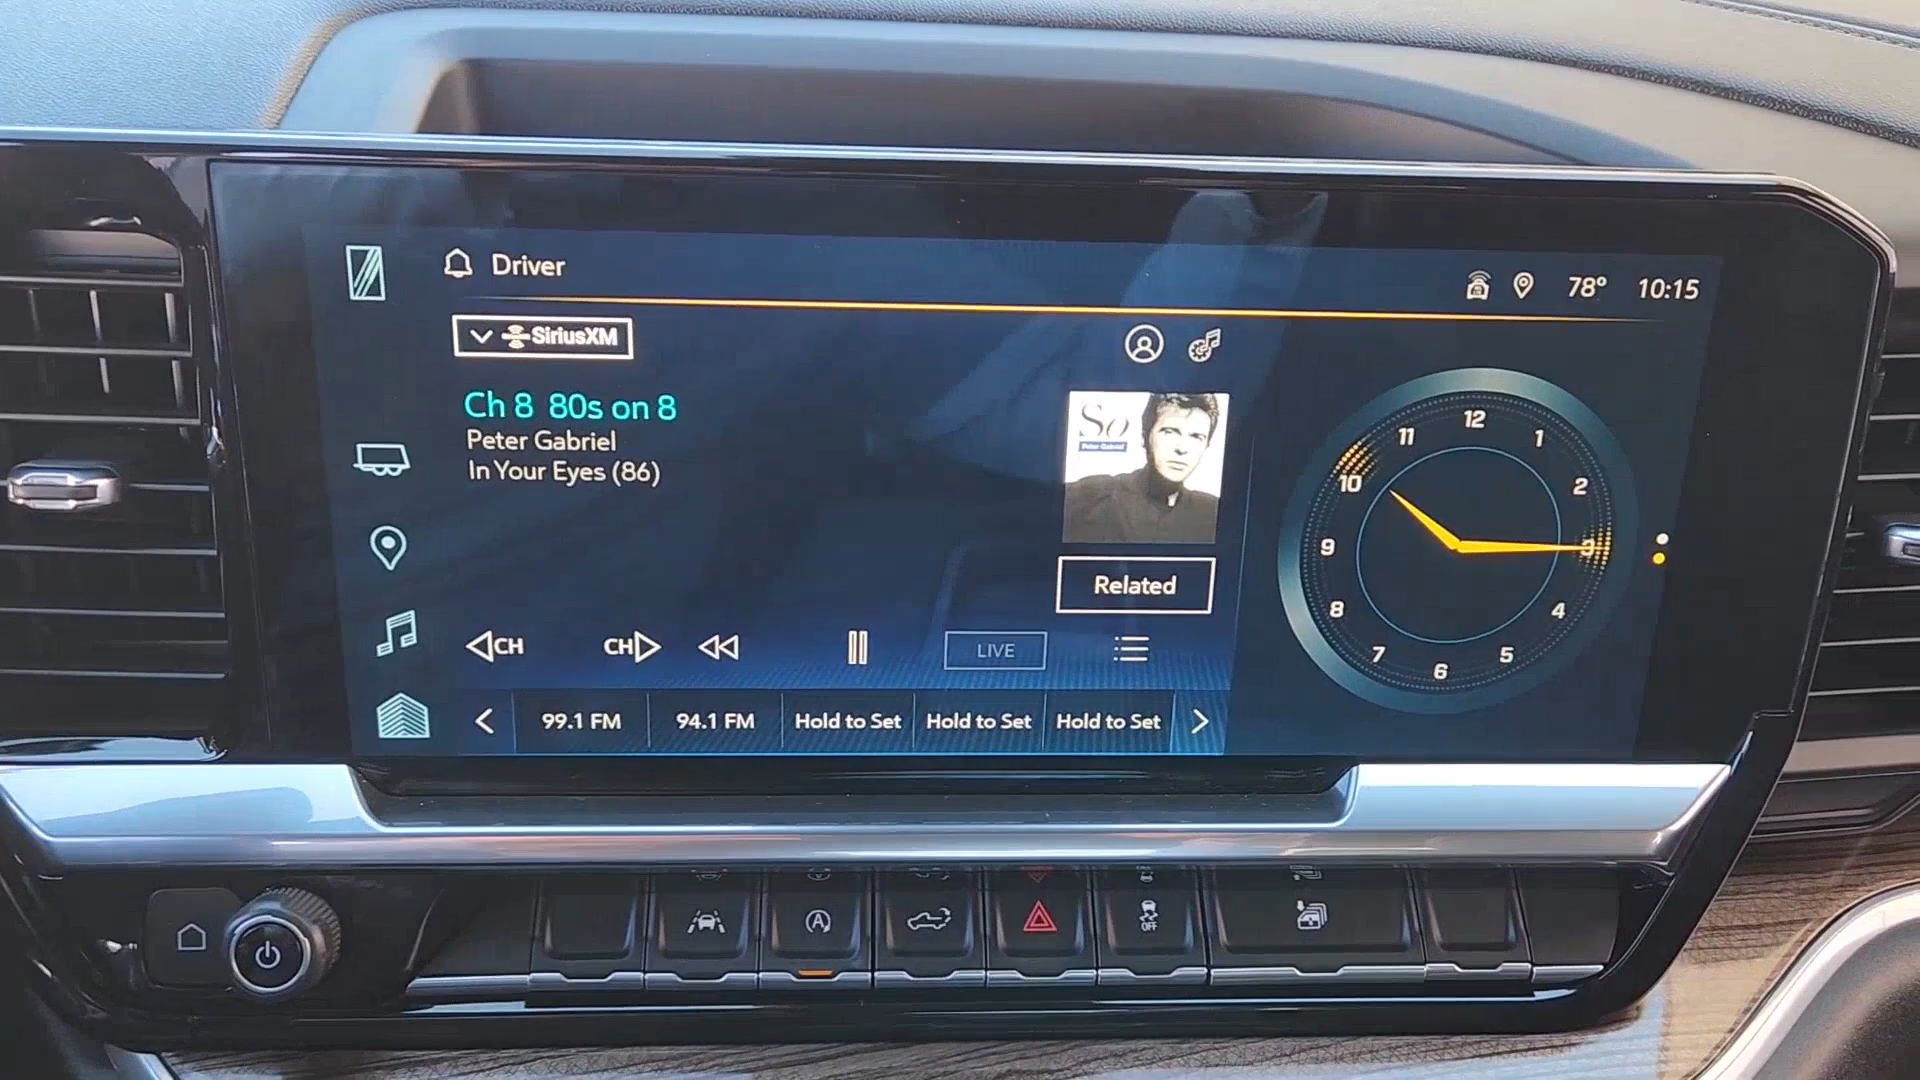 Driver
78° 10:15
SiriusXM
Ch 8 80s on 8
Peter Gabriel
In Your Eyes (86)
So
Peter Gabriel
Related
CH CH LIVE
99.1 FM 94.1 FM Hold to Set Hold to Set Hold to Set
12
1
2
3
4
5
6
7
8
9
10
11
A
OFF